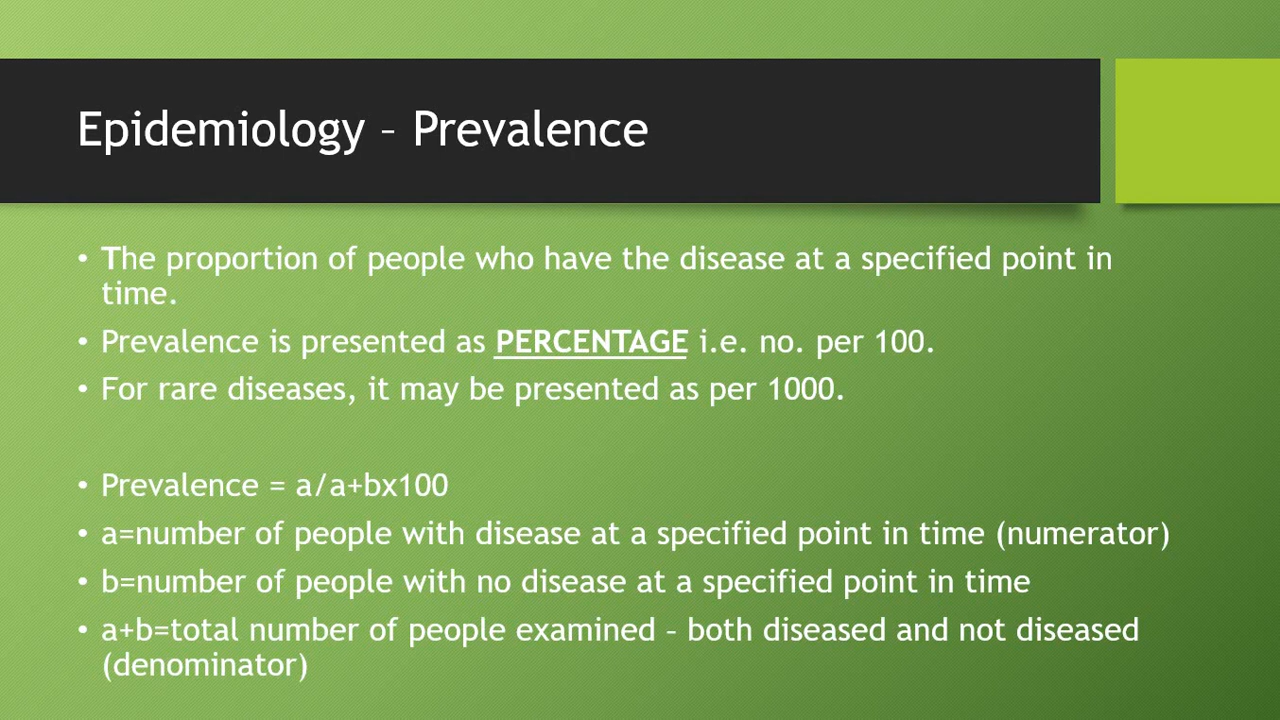 Epidemiology – Prevalence
• The proportion of people who have the disease at a specified point in
time.
• Prevalence is presented as PERCENTAGE i.e. no. per 100.
• For rare diseases, it may be presented as per 1000.
• Prevalence = a/a+bx100
• a=number of people with disease at a specified point in time (numerator)
• b=number of people with no disease at a specified point in time
• a+b=total number of people examined – both diseased and not diseased
(denominator)